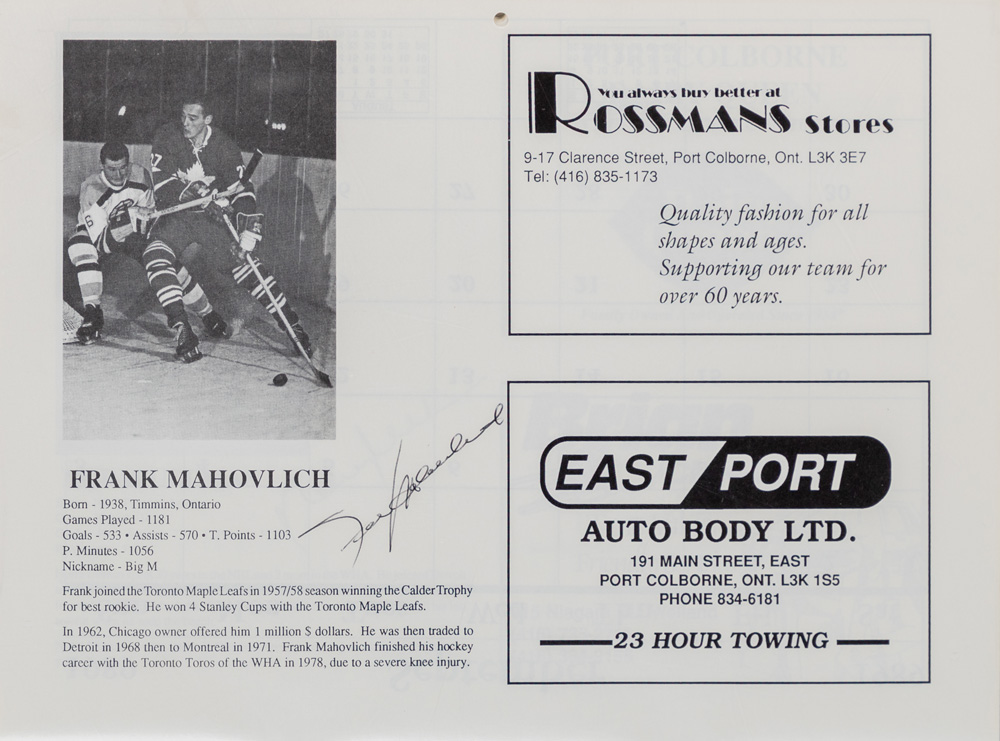 FRANK MAHOVLICH
Born - 1938, Timmins, Ontario
Games Played - 1181
Goals - 533 • Assists - 570 • T. Points - 1103
P. Minutes - 1056
Nickname - Big M
Frank joined the Toronto Maple Leafs in 1957/58 season winning the Calder Trophy
for best rookie. He won 4 Stanley Cups with the Toronto Maple Leafs.
In 1962, Chicago owner offered him 1 million $ dollars. He was then traded to
Detroit in 1968 then to Montreal in 1971. Frank Mahovlich finished his hockey
career with the Toronto Toros of the WHA in 1978, due to a severe knee injury.
Frank Mahovlich
You always buy better at
ROSSMANS Stores
9-17 Clarence Street, Port Colborne, Ont. L3K 3E7
Tel: (416) 835-1173
Quality fashion for all
shapes and ages.
Supporting our team for
over 60 years.
EAST PORT
AUTO BODY LTD.
191 MAIN STREET, EAST
PORT COLBORNE, ONT. L3K 1S5
PHONE 834-6181
23 HOUR TOWING